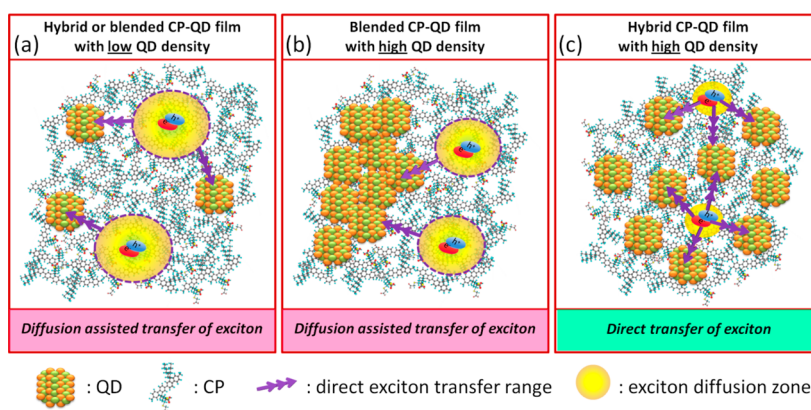 (a)
Hybrid or blended CP-QD film
with low QD density
(b)
Blended CP-QD film
with high QD density
(c)
Hybrid CP-QD film
with high QD density
h+
e-
h+
h+
h+
h+
h+
Diffusion assisted transfer of exciton
Diffusion assisted transfer of exciton
Direct transfer of exciton
: QD
: CP
: direct exciton transfer range
: exciton diffusion zone